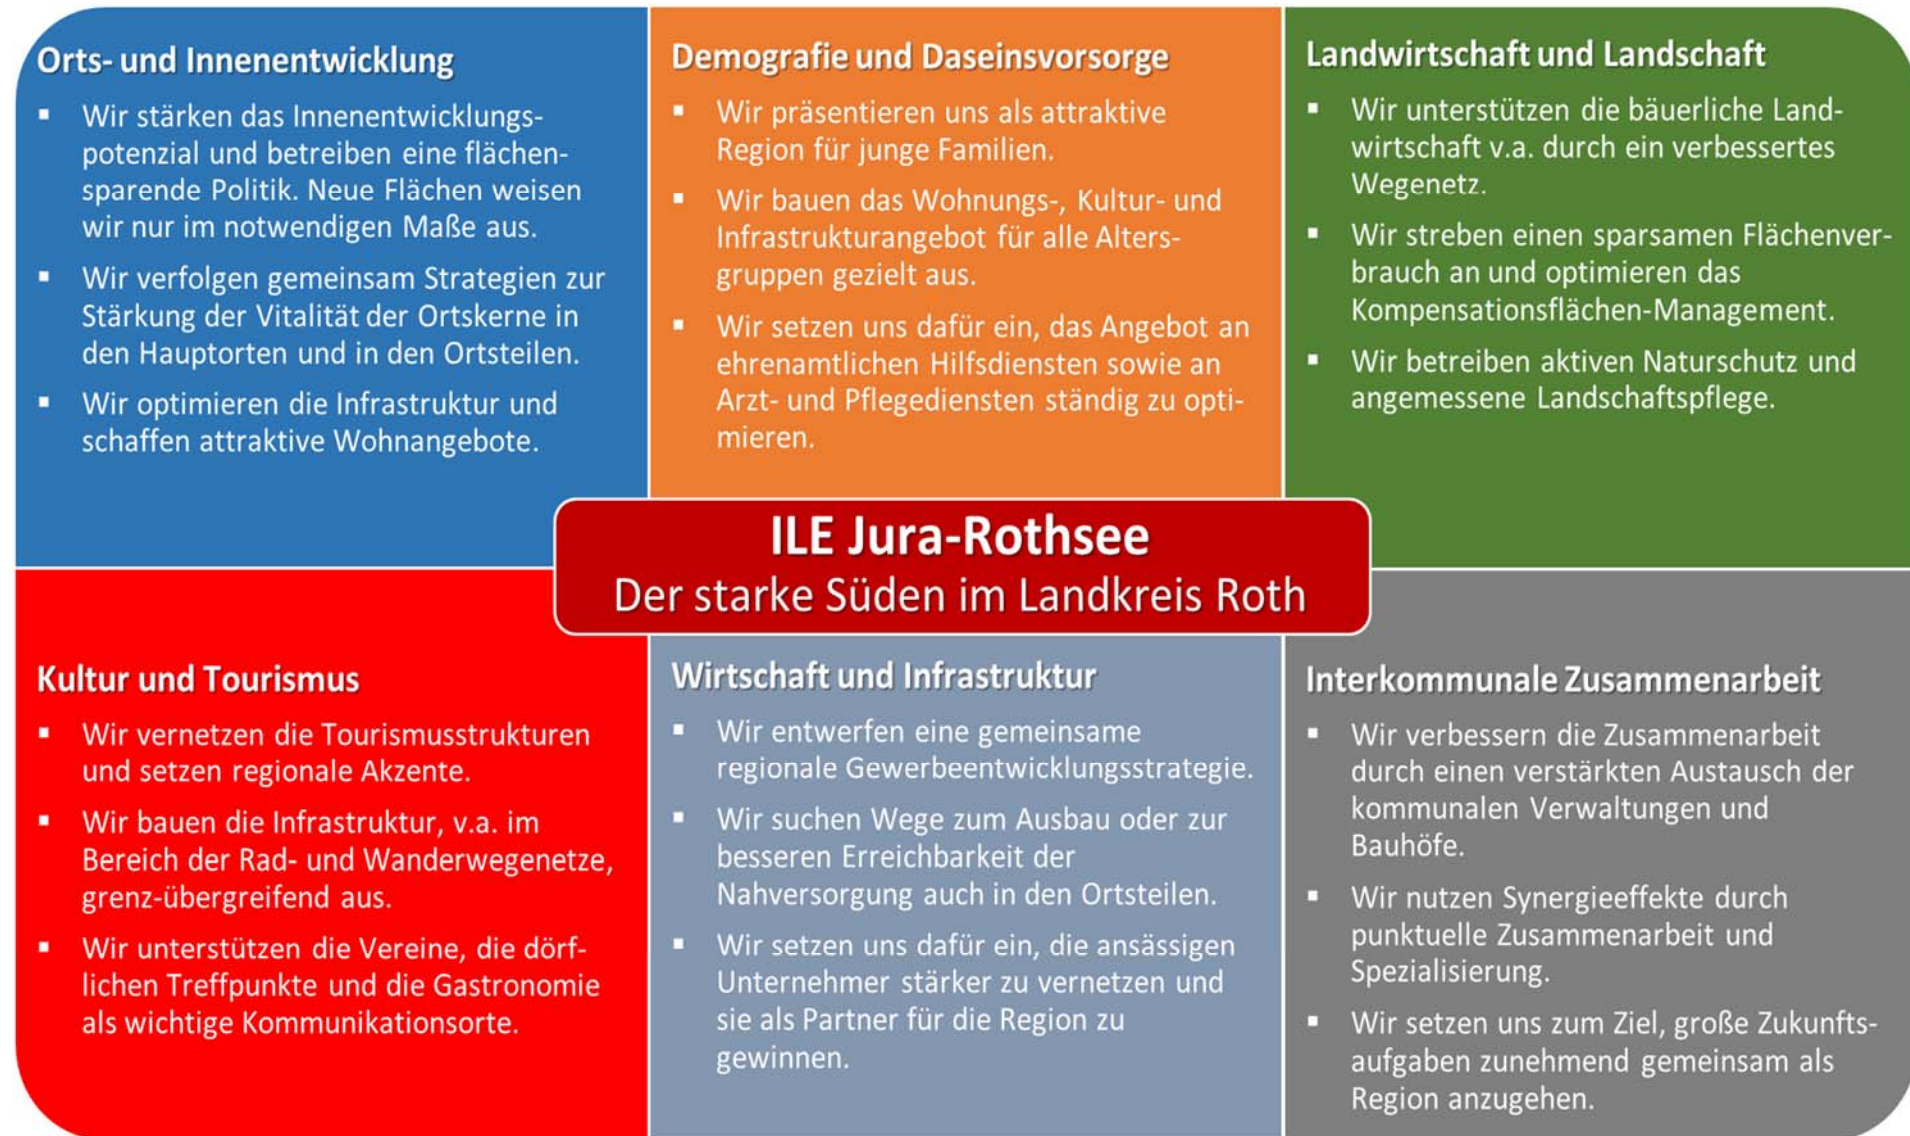 Orts- und Innenentwicklung
▪ Wir stärken das Innenentwicklungs-
potenzial und betreiben eine flächen-
sparende Politik. Neue Flächen weisen
wir nur im notwendigen Maße aus.
▪ Wir verfolgen gemeinsam Strategien zur
Stärkung der Vitalität der Ortskerne in
den Hauptorten und in den Ortsteilen.
▪ Wir optimieren die Infrastruktur und
schaffen attraktive Wohnangebote.
Demografie und Daseinsvorsorge
▪ Wir präsentieren uns als attraktive
Region für junge Familien.
▪ Wir bauen das Wohnungs-, Kultur- und
Infrastrukturangebot für alle Alters-
gruppen gezielt aus.
▪ Wir setzen uns dafür ein, das Angebot an
ehrenamtlichen Hilfsdiensten sowie an
Arzt- und Pflegediensten ständig zu opti-
mieren.
Landwirtschaft und Landschaft
▪ Wir unterstützen die bäuerliche Land-
wirtschaft v.a. durch ein verbessertes
Wegenetz.
▪ Wir streben einen sparsamen Flächenver-
brauch an und optimieren das
Kompensationsflächen-Management.
▪ Wir betreiben aktiven Naturschutz und
angemessene Landschaftspflege.
ILE Jura-Rothsee
Der starke Süden im Landkreis Roth
Kultur und Tourismus
▪ Wir vernetzen die Tourismusstrukturen
und setzen regionale Akzente.
▪ Wir bauen die Infrastruktur, v.a. im
Bereich der Rad- und Wanderwegenetze,
grenz-übergreifend aus.
▪ Wir unterstützen die Vereine, die dörf-
lichen Treffpunkte und die Gastronomie
als wichtige Kommunikationsorte.
Wirtschaft und Infrastruktur
▪ Wir entwerfen eine gemeinsame
regionale Gewerbeentwicklungsstrategie.
▪ Wir suchen Wege zum Ausbau oder zur
besseren Erreichbarkeit der
Nahversorgung auch in den Ortsteilen.
▪ Wir setzen uns dafür ein, die ansässigen
Unternehmer stärker zu vernetzen und
sie als Partner für die Region zu
gewinnen.
Interkommunale Zusammenarbeit
▪ Wir verbessern die Zusammenarbeit
durch einen verstärkten Austausch der
kommunalen Verwaltungen und
Bauhöfe.
▪ Wir nutzen Synergieeffekte durch
punktuelle Zusammenarbeit und
Spezialisierung.
▪ Wir setzen uns zum Ziel, große Zukunfts-
aufgaben zunehmend gemeinsam als
Region anzugehen.